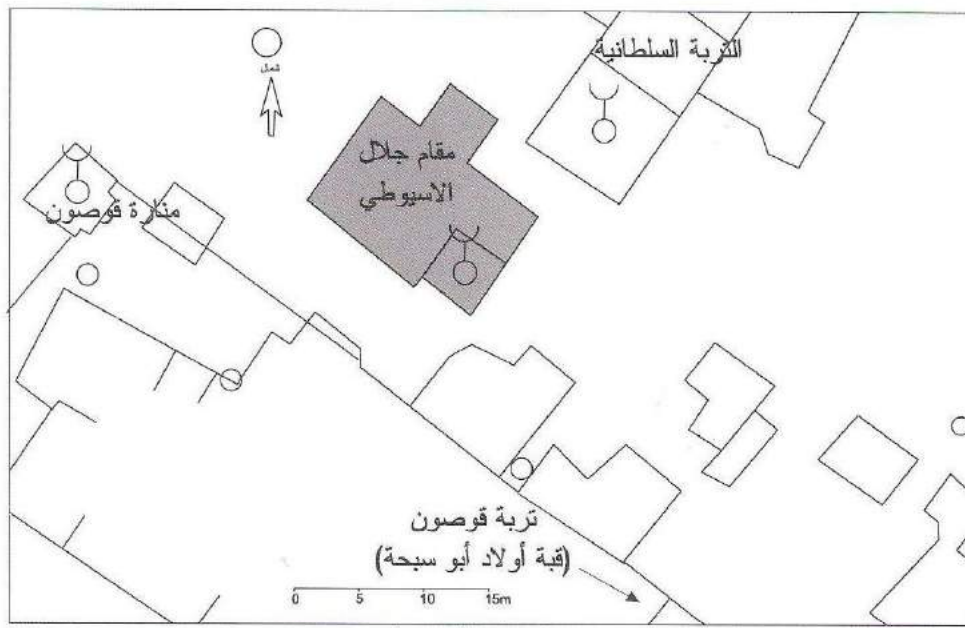 التربة السلطانية
شمال
مقام جلال
الاسيوطي
منارة قوصون
تربة قوصون
(قبة أولاد أبو سبحة)
0 5 10 15m